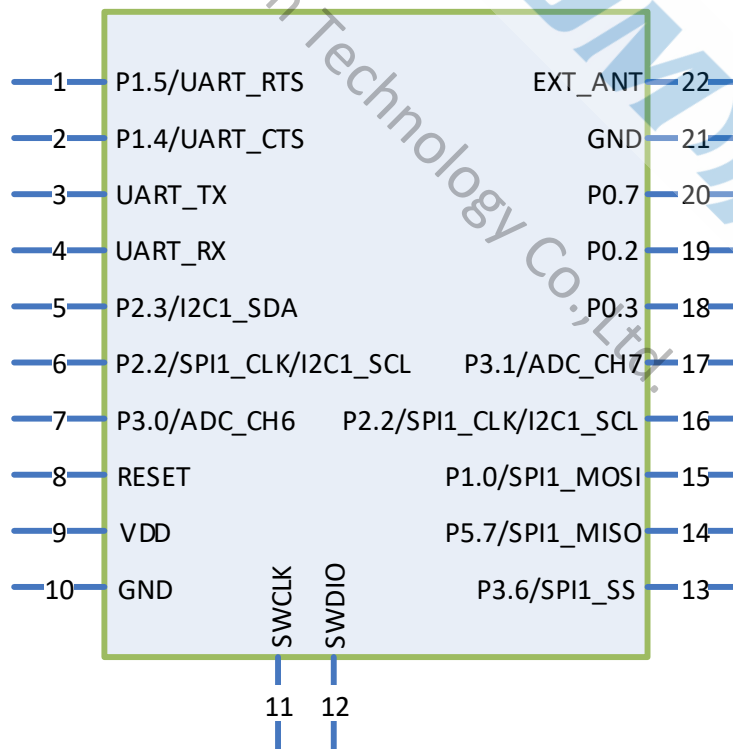 1 P1.5/UART_RTS
2 P1.4/UART_CTS
3 UART_TX
4 UART_RX
5 P2.3/I2C1_SDA
6 P2.2/SPI1_CLK/I2C1_SCL
7 P3.0/ADC_CH6
8 RESET
9 VDD
10 GND
SWCLK 11
SWDIO 12
EXT_ANT 22
GND 21
P0.7 20
P0.2 19
P0.3 18
P3.1/ADC_CH7 17
P2.2/SPI1_CLK/I2C1_SCL 16
P1.0/SPI1_MOSI 15
P5.7/SPI1_MISO 14
P3.6/SPI1_SS 13
Technology Co.,Ltd.